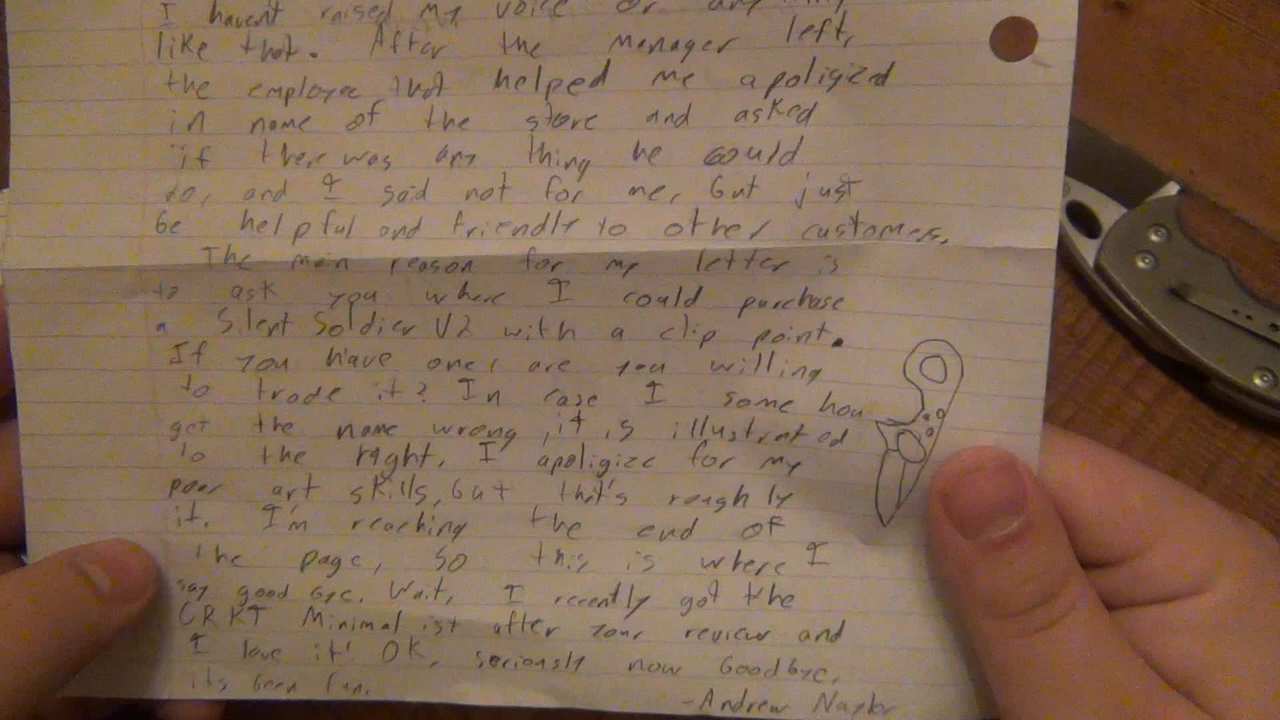 I havent raised my voice or any
like that. After the manager left,
the employee that helped me apoligized
in name of the store and asked
if there was any thing he could
do, and I said not for me, but just
be helpful and friendly to other customers.
The main reason for my letter is
to ask you where I could purchase
a Silent Soldier V2 with a clip point.
If you have one, are you willing
to trade it? In case I some how
got the name wrong, it is illustrated
to the right. I apoligize for my
poor art skills, but that's roughly
it. I'm reaching the end of
the page, so this is where I
say good bye. Wait, I recently got the
CRKT Minimalist after your review and
I love it! OK, seriously now Goodbye,
its been fun.
-Andrew Naylor